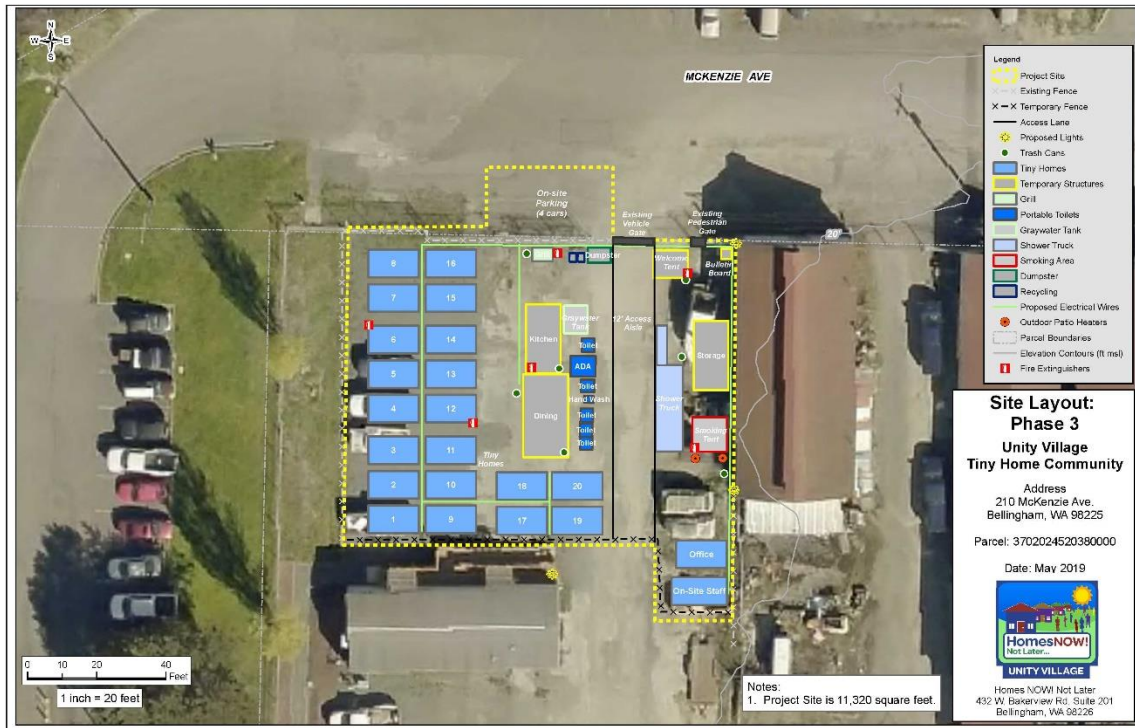 N
W E
S
MCKENZIE AVE
On-site
Parking
(4 cars)
Existing
Vehicle
Gate
Existing
Pedestrian
Gate
20'
Dumpster
Welcome
Tent
Bulletin
Board
8
16
7
15
6
14
5
13
4
12
3
11
2
10
1
9
18
20
17
19
Kitchen
Graywater
Tank
12' Access
Aisle
Storage
Toilet
ADA
Toilet
Hand Wash
Toilet
Toilet
Toilet
Dining
Shower
Truck
Smoking
Tent
Tiny
Homes
Office
On-Site Staff
Legend
Project Site
Existing Fence
Temporary Fence
Access Lane
Proposed Lights
Trash Cans
Tiny Homes
Temporary Structures
Grill
Portable Toilets
Graywater Tank
Shower Truck
Smoking Area
Dumpster
Recycling
Proposed Electrical Wires
Outdoor Patio Heaters
Parcel Boundaries
Elevation Contours (ft msl)
Fire Extinguishers
Site Layout:
Phase 3
Unity Village
Tiny Home Community
Address
210 McKenzie Ave.
Bellingham, WA 98225
Parcel: 3702024520380000
Date: May 2019
HomesNOW!
Not Later...
UNITY VILLAGE
Homes NOW! Not Later
432 W. Bakerview Rd. Suite 201
Bellingham, WA 98226
0 10 20 40
Feet
1 inch = 20 feet
Notes:
1. Project Site is 11,320 square feet.